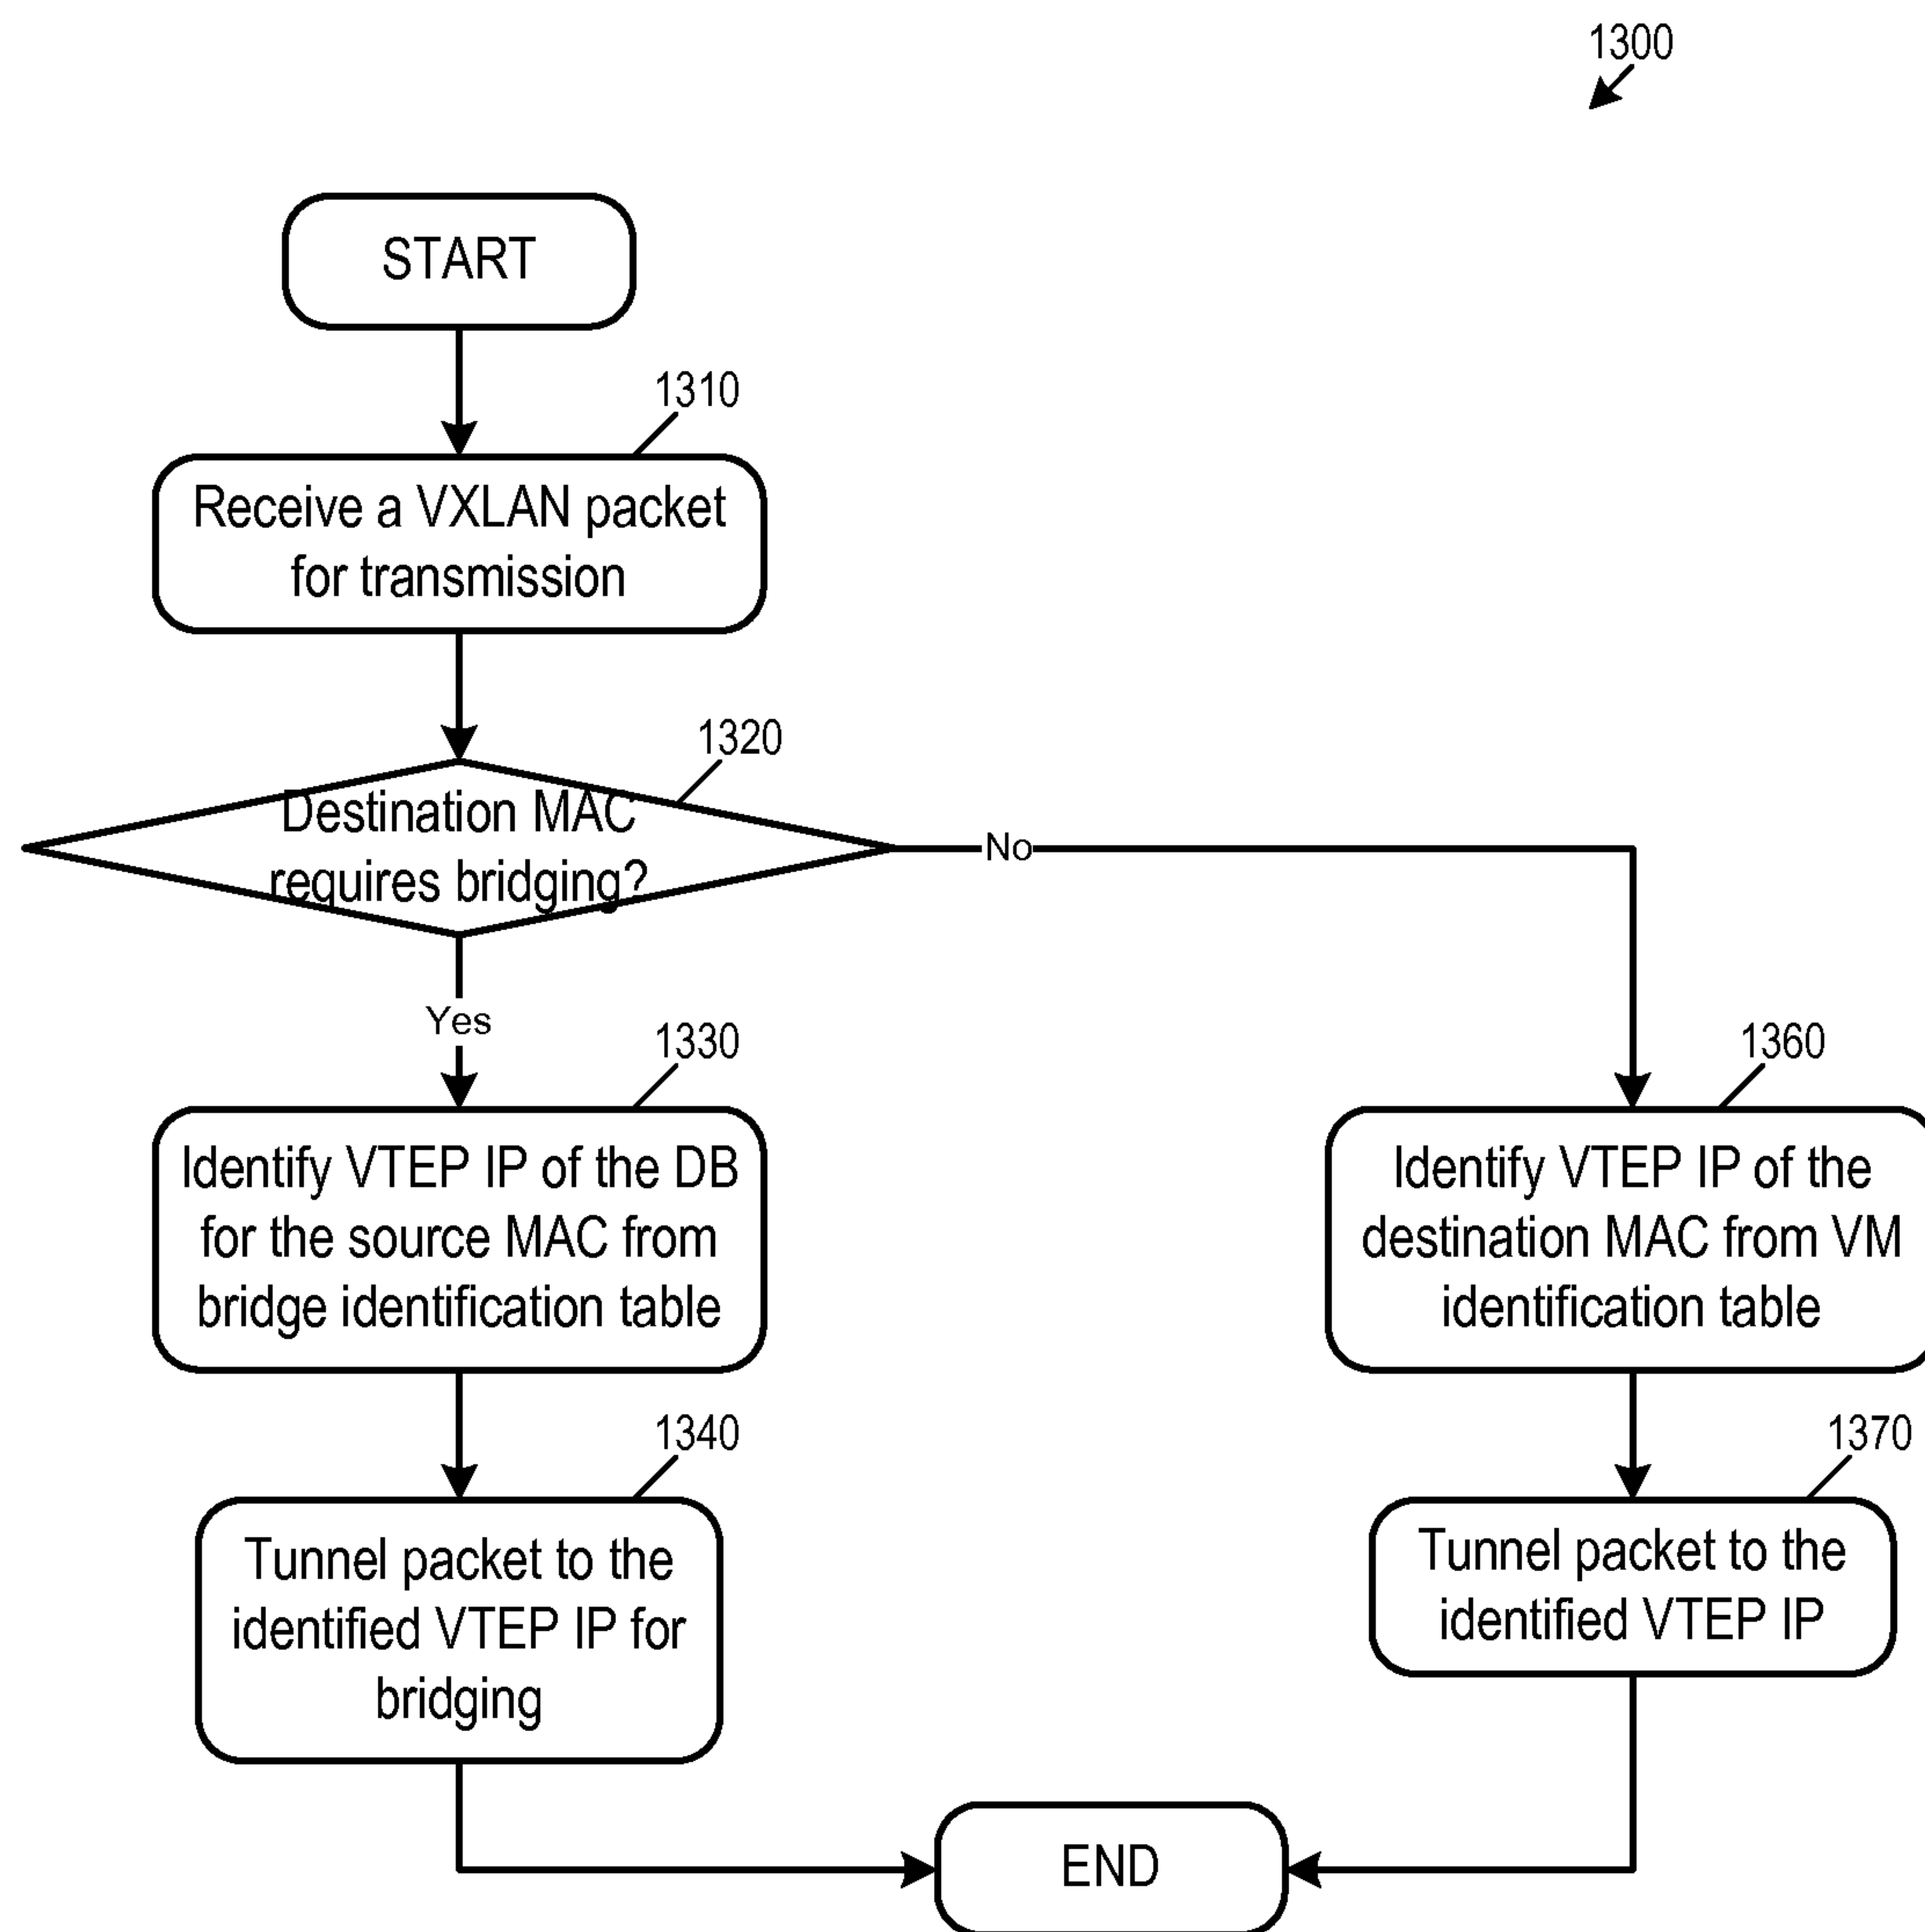 1300
START
1310
Receive a VXLAN packet
for transmission
1320
Destination MAC
requires bridging?
No
Yes
1330
Identify VTEP IP of the DB
for the source MAC from
bridge identification table
1360
Identify VTEP IP of the
destination MAC from VM
identification table
1340
Tunnel packet to the
identified VTEP IP for
bridging
1370
Tunnel packet to the
identified VTEP IP
END